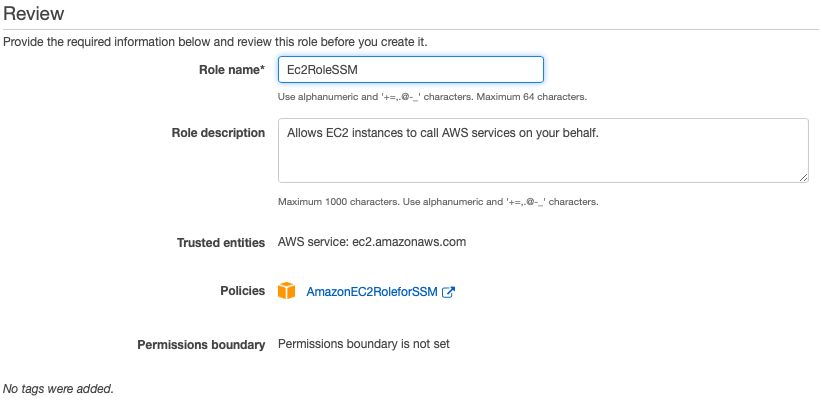 Review
Provide the required information below and review this role before you create it.
Role name* Ec2RoleSSM
Use alphanumeric and '+=,.@-_' characters. Maximum 64 characters.
Role description Allows EC2 instances to call AWS services on your behalf.
Maximum 1000 characters. Use alphanumeric and '+=,.@-_' characters.
Trusted entities AWS service: ec2.amazonaws.com
Policies AmazonEC2RoleforSSM
Permissions boundary Permissions boundary is not set
No tags were added.